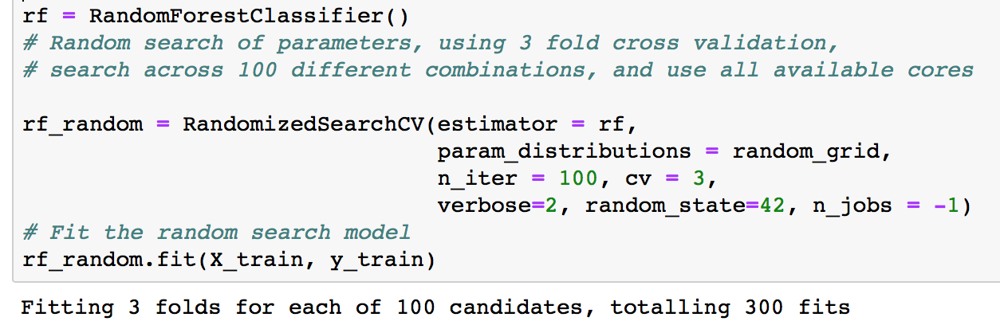 rf = RandomForestClassifier()
# Random search of parameters, using 3 fold cross validation,
# search across 100 different combinations, and use all available cores
rf_random = RandomizedSearchCV(estimator = rf,
param_distributions = random_grid,
n_iter = 100, cv = 3,
verbose=2, random_state=42, n_jobs = -1)
# Fit the random search model
rf_random.fit(X_train, y_train)
Fitting 3 folds for each of 100 candidates, totalling 300 fits